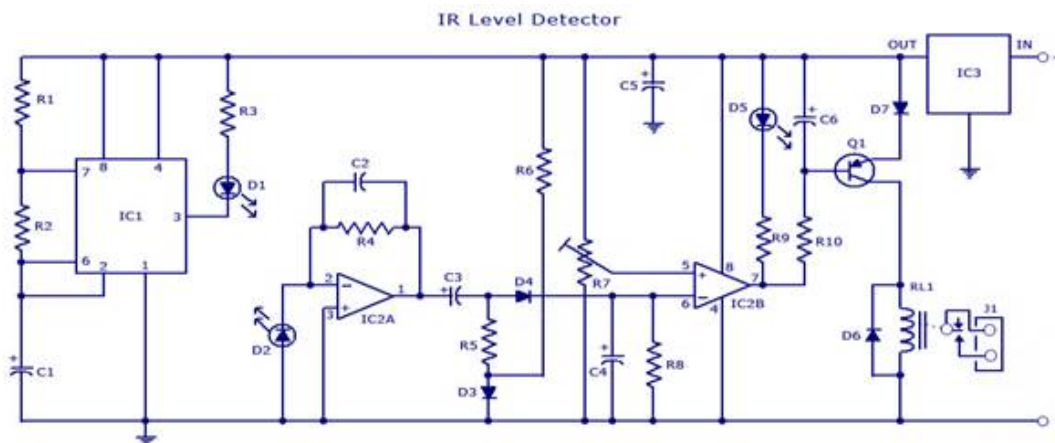 IR Level Detector
OUT IN
IC3
R1
R3
C5
D5
C6
D7
8 4
Q1
C2
R6
7
D1
R2
IC1
3
R4
R9
R10
6
2 1
C3
D4
R7
5
8
7
2
1
3
IC2A
6
IC2B
4
RL1
J1
D2
R5
D6
C1
D3
C4
R8